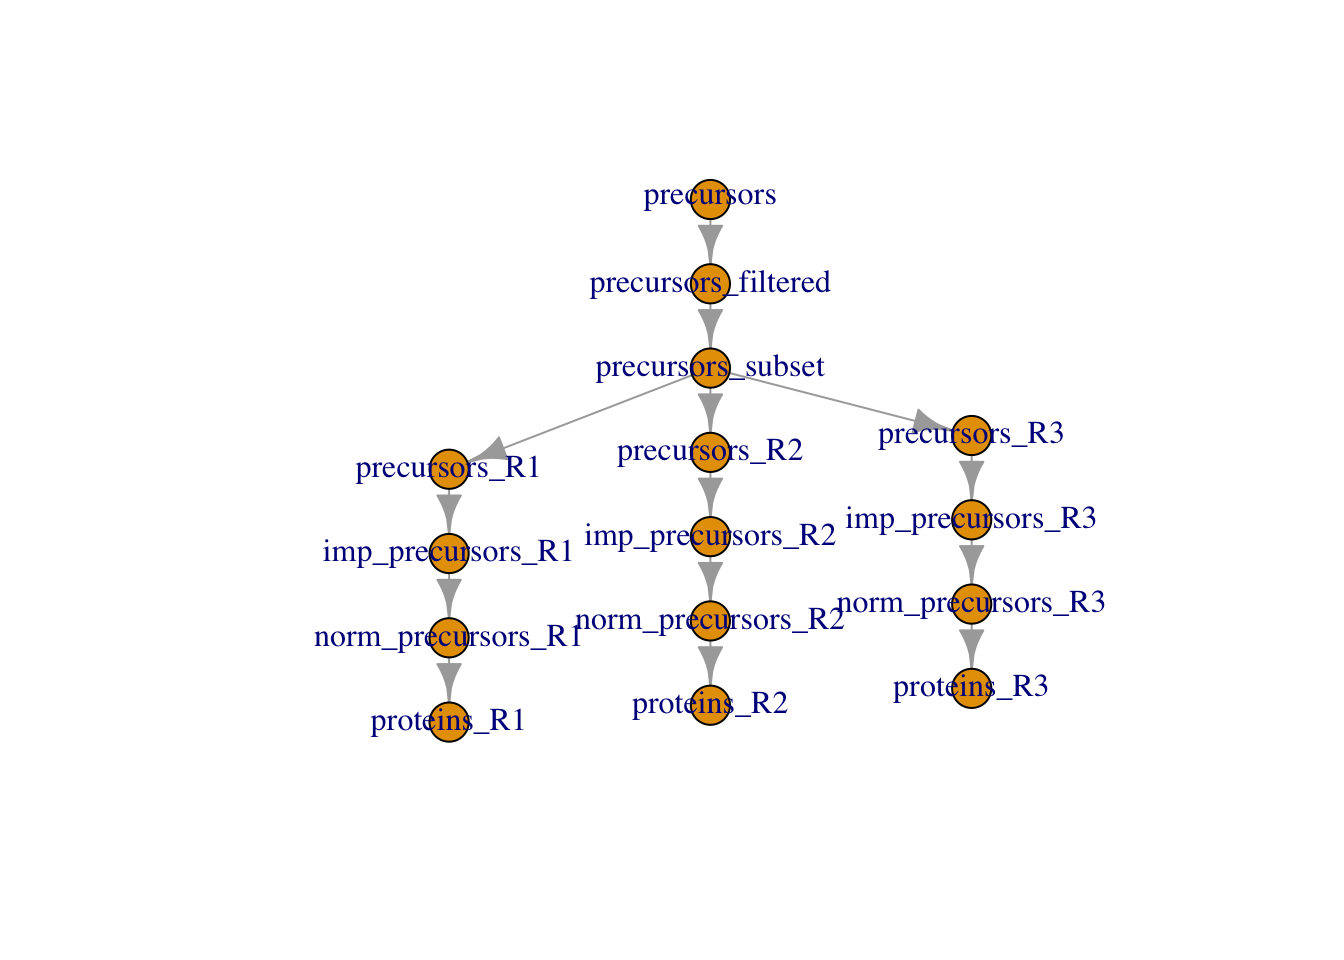 precursors
precursors_filtered
precursors_subset
precursors_R1
precursors_R2
precursors_R3
imp_precursors_R1
imp_precursors_R2
imp_precursors_R3
norm_precursors_R1
norm_precursors_R2
norm_precursors_R3
proteins_R1
proteins_R2
proteins_R3